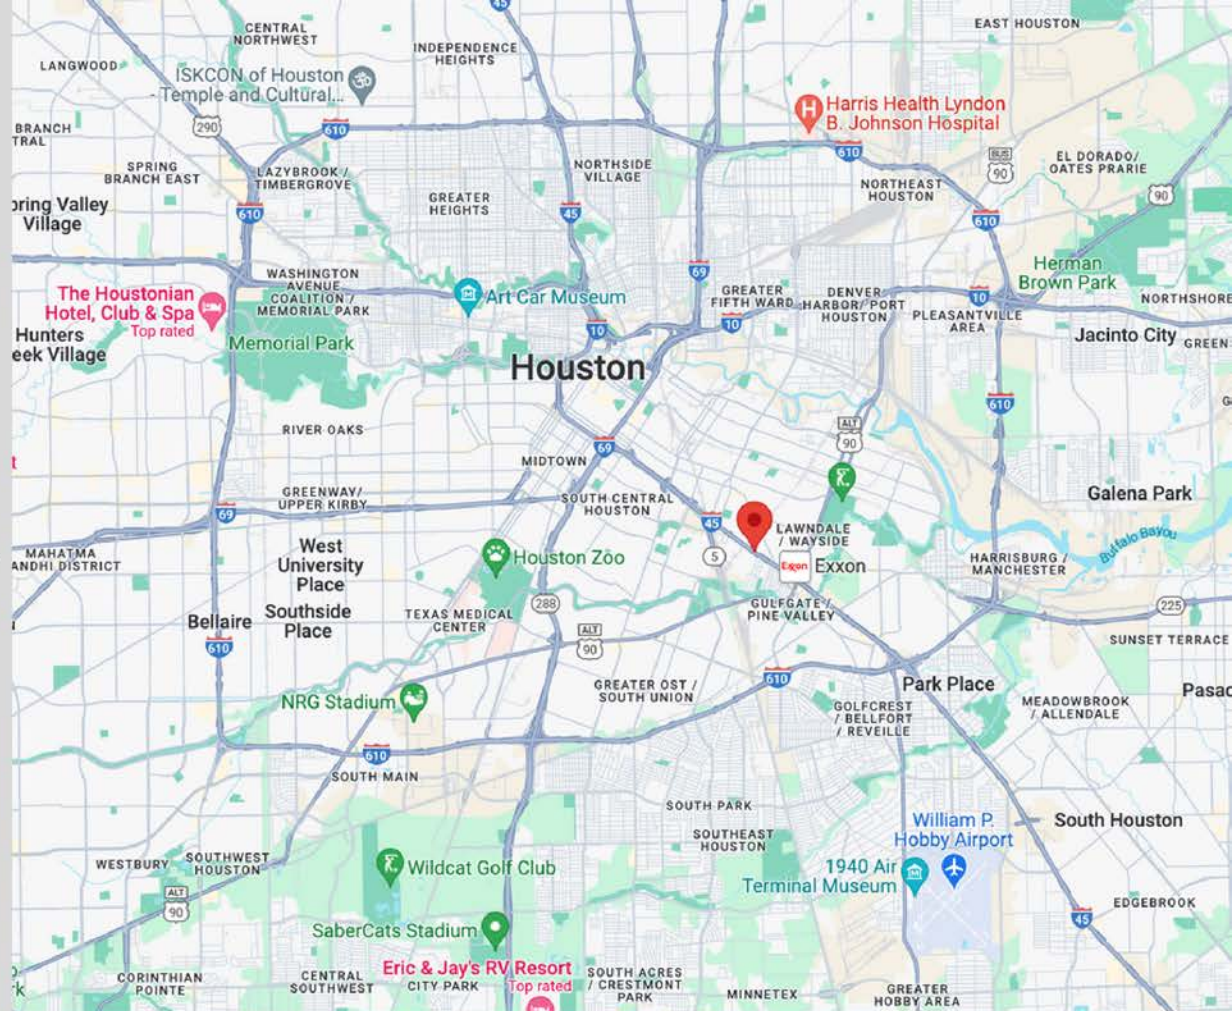 45
EAST HOUSTON
CENTRAL
NORTHWEST
INDEPENDENCE
HEIGHTS
LANGWOOD
ISKCON of Houston
- Temple and Cultural...
Harris Health Lyndon
B. Johnson Hospital
290
610
BRANCH
TRAL
610
BUS
90
EL DORADO/
OATES PRARIE
SPRING
BRANCH EAST
LAZYBROOK /
TIMBERGROVE
NORTHSIDE
VILLAGE
NORTHEAST
HOUSTON
90
pring Valley
Village
610
GREATER
HEIGHTS
45
610
WASHINGTON
AVENUE
COALITION /
MEMORIAL PARK
69
Herman
Brown Park
The Houstonian
Hotel, Club & Spa
Top rated
Art Car Museum
GREATER
FIFTH WARD
DENVER
HARBOR/ PORT
HOUSTON
10
NORTHSHORE
PLEASANTVILLE
AREA
10
10
Hunters
eek Village
Memorial Park
Jacinto City
GREEN
Houston
610
RIVER OAKS
ALT
90
69
MIDTOWN
GREENWAY/
UPPER KIRBY
SOUTH CENTRAL
HOUSTON
Galena Park
69
45
LAWNDALE
/ WAYSIDE
Buffalo Bayou
MAHATMA
ANDHI DISTRICT
West
University
Place
Houston Zoo
5
Exxon
Exxon
HARRISBURG /
MANCHESTER
Bellaire
Southside
Place
TEXAS MEDICAL
CENTER
288
GULFGATE /
PINE VALLEY
225
610
ALT
90
SUNSET TERRACE
NRG Stadium
GREATER OST /
SOUTH UNION
610
Park Place
Pasac
GOLFCREST
/ BELLFORT
/ REVEILLE
MEADOWBROOK
/ ALLENDALE
610
SOUTH MAIN
SOUTH PARK
William P.
Hobby Airport
South Houston
SOUTHEAST
HOUSTON
WESTBURY
SOUTHWEST
HOUSTON
Wildcat Golf Club
1940 Air
Terminal Museum
ALT
90
EDGEBROOK
45
SaberCats Stadium
Eric & Jay's RV Resort
Top rated
CORINTHIAN
POINTE
CENTRAL
SOUTHWEST
CITY PARK
SOUTH ACRES
/ CRESTMONT
PARK
MINNETEX
GREATER
HOBBY AREA